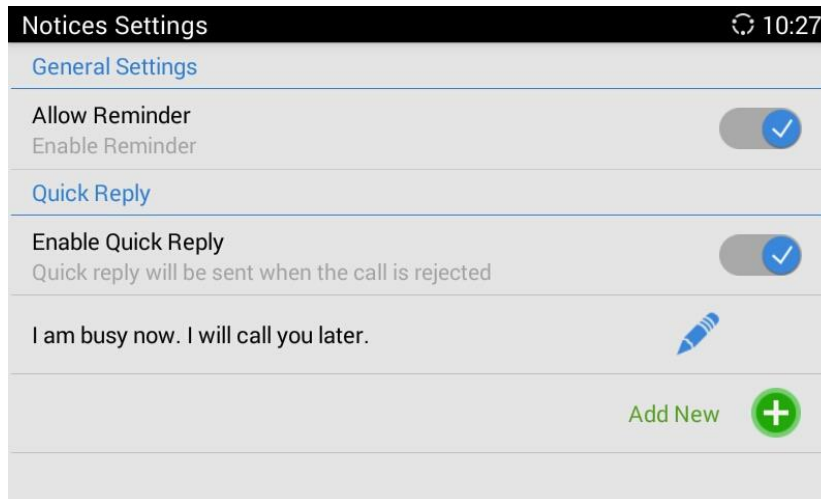 Notices Settings 10:27
General Settings
Allow Reminder
Enable Reminder
Quick Reply
Enable Quick Reply
Quick reply will be sent when the call is rejected
I am busy now. I will call you later.
Add New